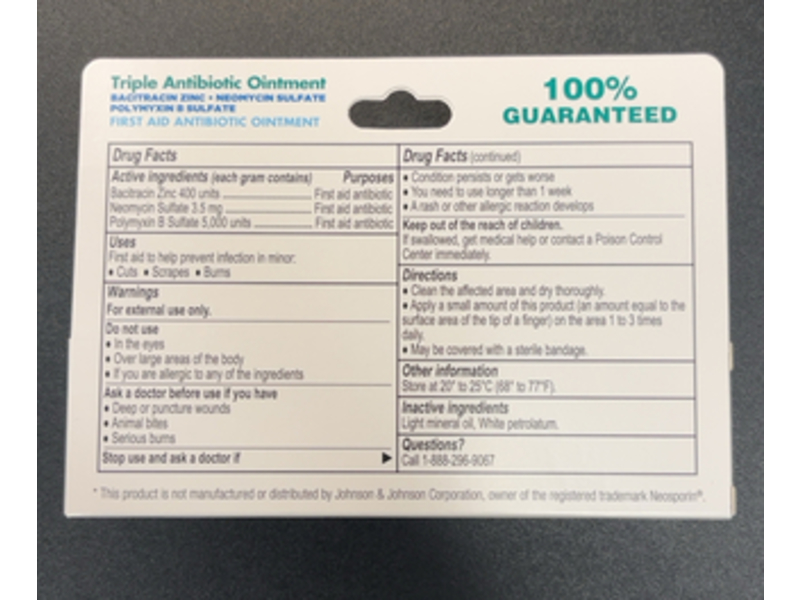 Triple Antibiotic Ointment
BACITRACIN ZINC • NEOMYCIN SULFATE
POLYMYXIN B SULFATE
FIRST AID ANTIBIOTIC OINTMENT
100%
GUARANTEED
Drug Facts
Active ingredients (each gram contains) Purposes
Bacitracin Zinc 400 units First aid antibiotic
Neomycin Sulfate 3.5 mg First aid antibiotic
Polymyxin B Sulfate 5,000 units First aid antibiotic
Uses
First aid to help prevent infection in minor:
• Cuts • Scrapes • Burns
Warnings
For external use only.
Do not use
• In the eyes
• Over large areas of the body
• If you are allergic to any of the ingredients
Ask a doctor before use if you have
• Deep or puncture wounds
• Animal bites
• Serious burns
Stop use and ask a doctor if ▶
Drug Facts (continued)
• Condition persists or gets worse
• You need to use longer than 1 week
• A rash or other allergic reaction develops
Keep out of the reach of children.
If swallowed, get medical help or contact a Poison Control
Center immediately.
Directions
• Clean the affected area and dry thoroughly.
• Apply a small amount of this product (an amount equal to the
surface area of the tip of a finger) on the area 1 to 3 times
daily.
• May be covered with a sterile bandage.
Other information
Store at 20° to 25°C (68° to 77°F).
Inactive ingredients
Light mineral oil, White petrolatum.
Questions?
Call 1-888-296-9067
* This product is not manufactured or distributed by Johnson & Johnson Corporation, owner of the registered trademark Neosporin®.